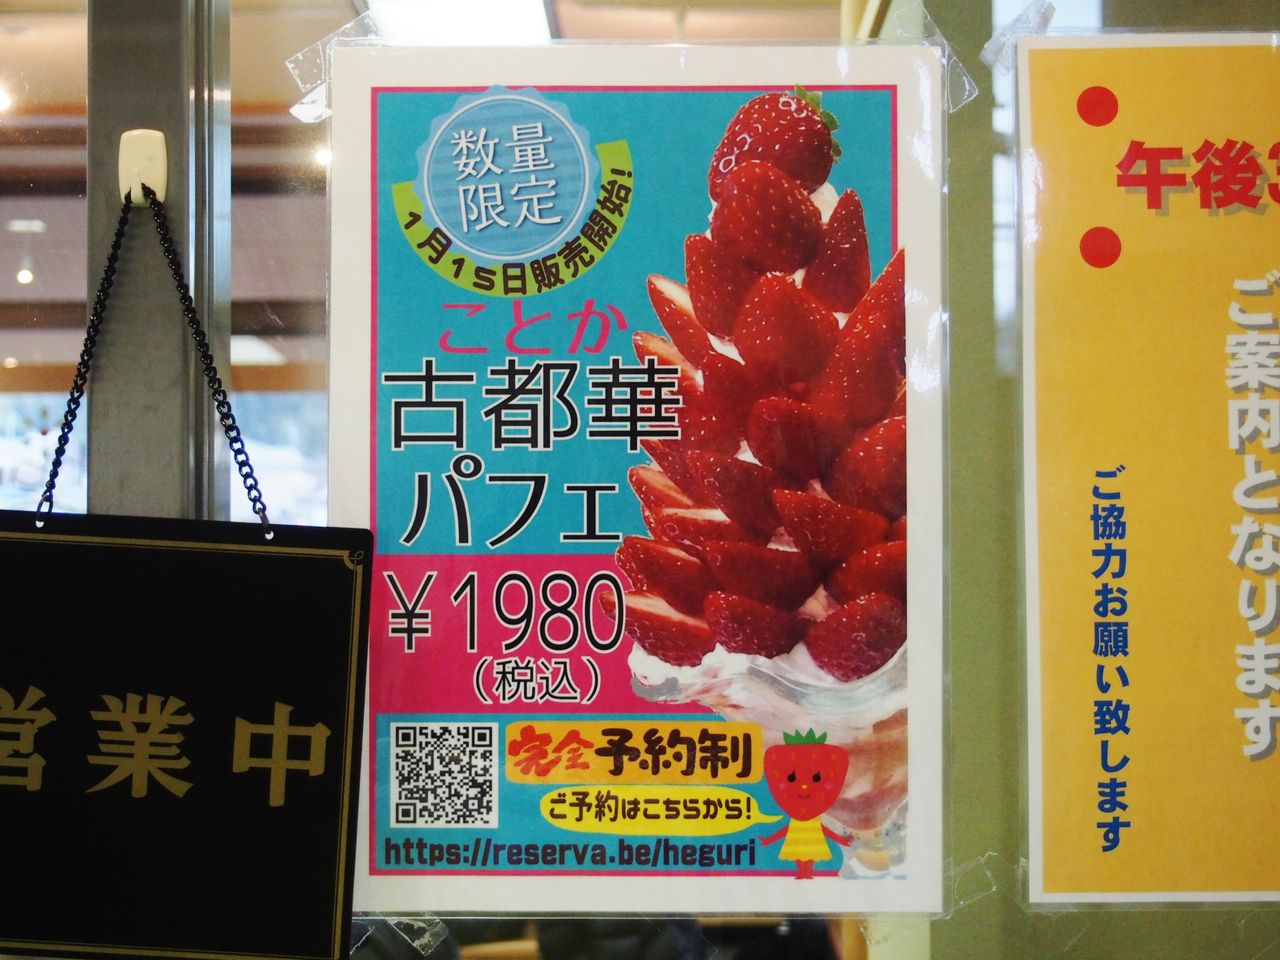 数量
限定
1月15日販売開始!
ことか
古都華
パフェ
¥1980
(税込)
完全予約制
ご予約はこちらから!
https://reserva.be/heguri
営業中
午後3
ご案内となります
ご協力お願い致します